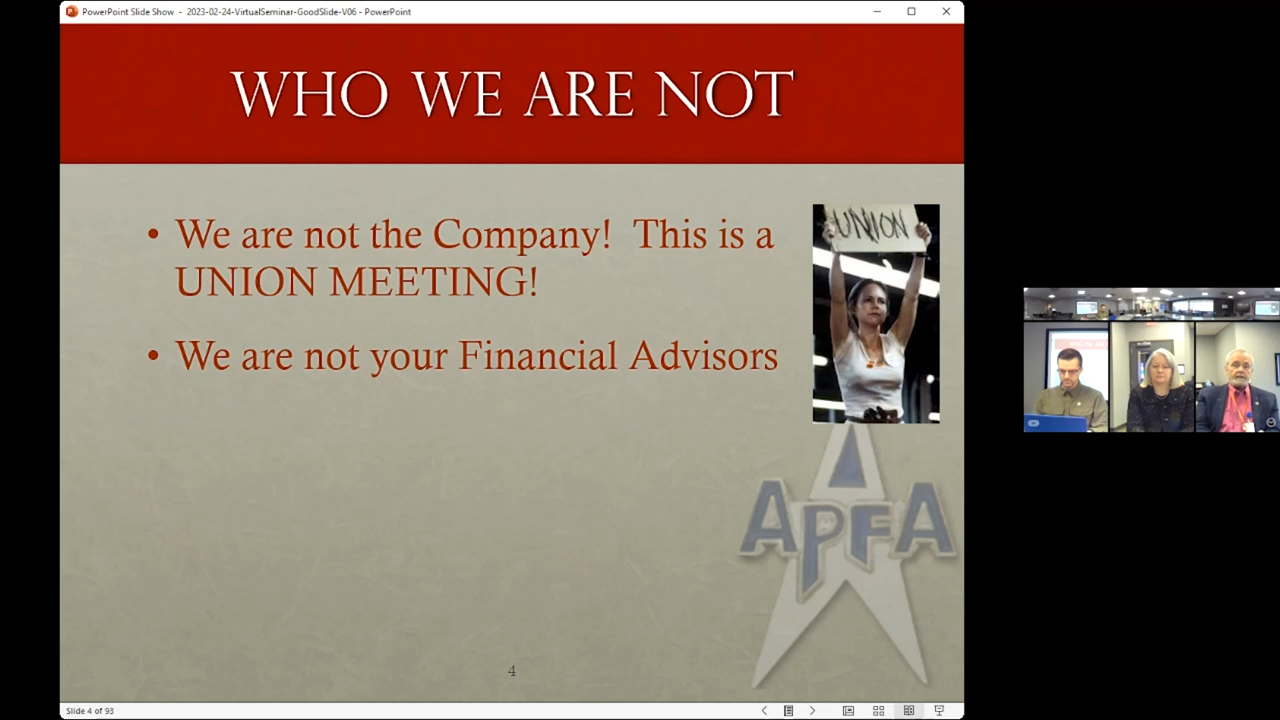 PowerPoint Slide Show - 2023-02-24-VirtualSeminar-GoodSlide-V06 - PowerPoint
WHO WE ARE NOT
• We are not the Company! This is a
UNION MEETING!
• We are not your Financial Advisors
UNION
APFA
4
Slide 4 of 93